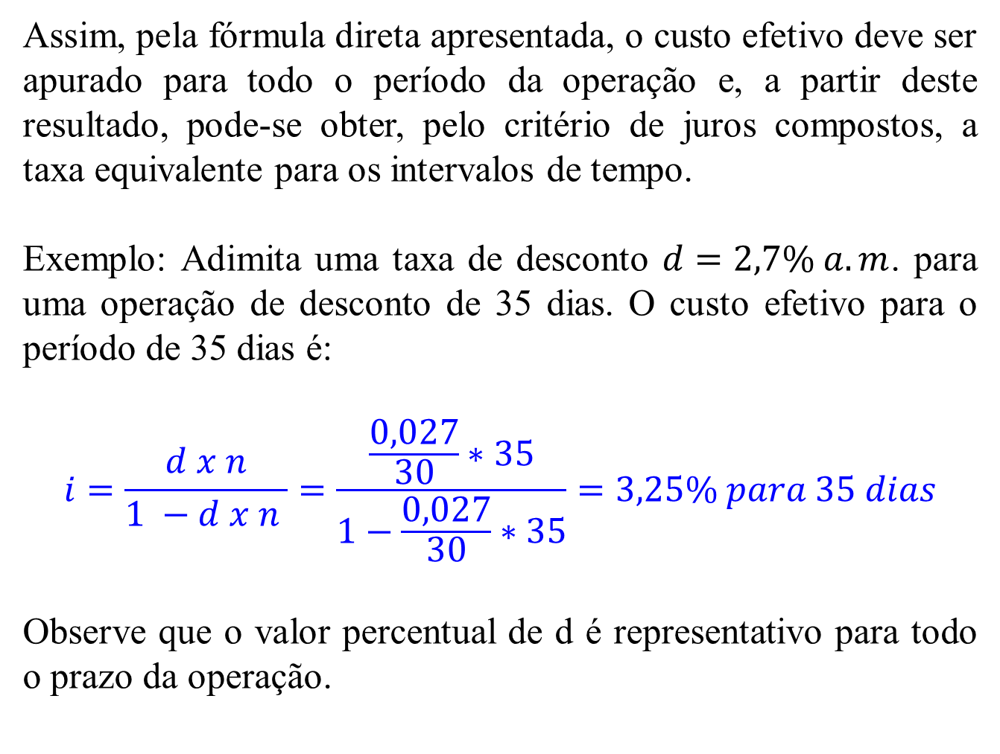 Assim, pela fórmula direta apresentada, o custo efetivo deve ser
apurado para todo o período da operação e, a partir deste
resultado, pode-se obter, pelo critério de juros compostos, a
taxa equivalente para os intervalos de tempo.
Exemplo: Adimita uma taxa de desconto d = 2,7% a.m. para
uma operação de desconto de 35 dias. O custo efetivo para o
período de 35 dias é:
i = \frac{d x n}{1 - d x n} = \frac{\frac{0,027}{30} * 35}{1 - \frac{0,027}{30} * 35} = 3,25% para 35 dias
Observe que o valor percentual de d é representativo para todo
o prazo da operação.